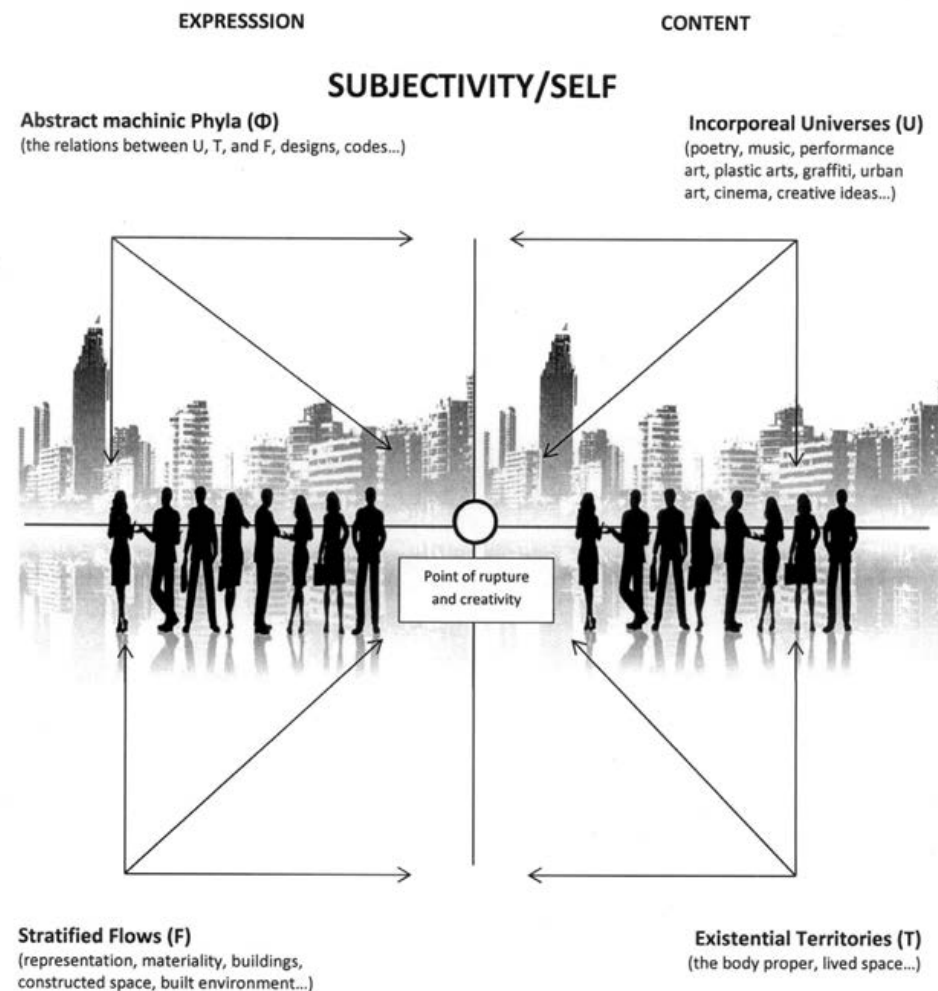 EXPRESSSION
CONTENT
SUBJECTIVITY/SELF
Abstract machinic Phyla (Φ)
(the relations between U, T, and F, designs, codes…)
Incorporeal Universes (U)
(poetry, music, performance
art, plastic arts, graffiti, urban
art, cinema, creative ideas…)
Point of rupture
and creativity
Stratified Flows (F)
(representation, materiality, buildings,
constructed space, built environment…)
Existential Territories (T)
(the body proper, lived space…)